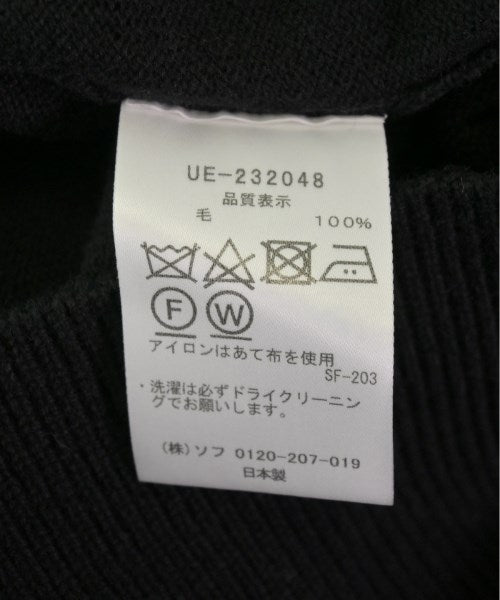 UE-232048
品質表示
毛 100%
F W
アイロンはあて布を使用
SF-203
・洗濯は必ずドライクリーニン
グでお願いします。
(株)ソフ 0120-207-019
日本製